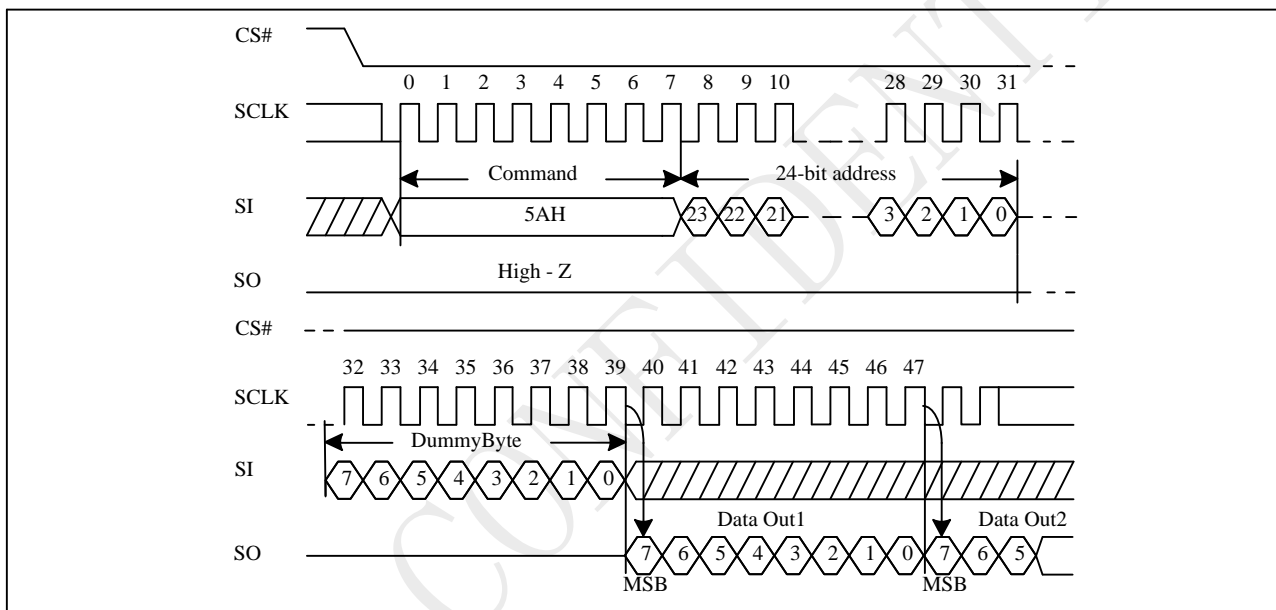 CS#
0 1 2 3 4 5 6 7 8 9 10 28 29 30 31
SCLK
Command 24-bit address
SI 5AH 23 22 21 3 2 1 0
SO High - Z
CS#
32 33 34 35 36 37 38 39 40 41 42 43 44 45 46 47
SCLK
DummyByte
SI 7 6 5 4 3 2 1 0
Data Out1 Data Out2
SO 7 6 5 4 3 2 1 0 7 6 5
MSB MSB
CONFIDENT